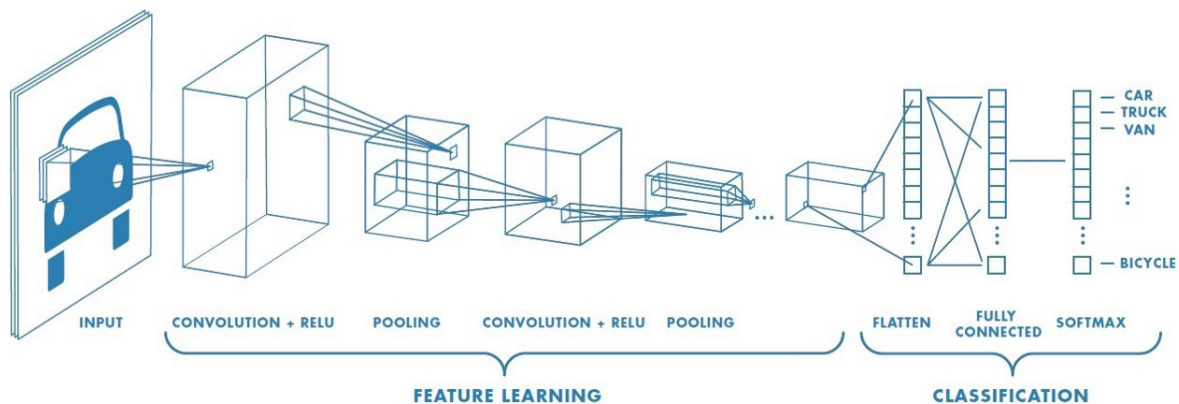 CAR
TRUCK
VAN
BICYCLE
INPUT
CONVOLUTION + RELU
POOLING
CONVOLUTION + RELU
POOLING
FLATTEN
FULLY
CONNECTED
SOFTMAX
FEATURE LEARNING
CLASSIFICATION